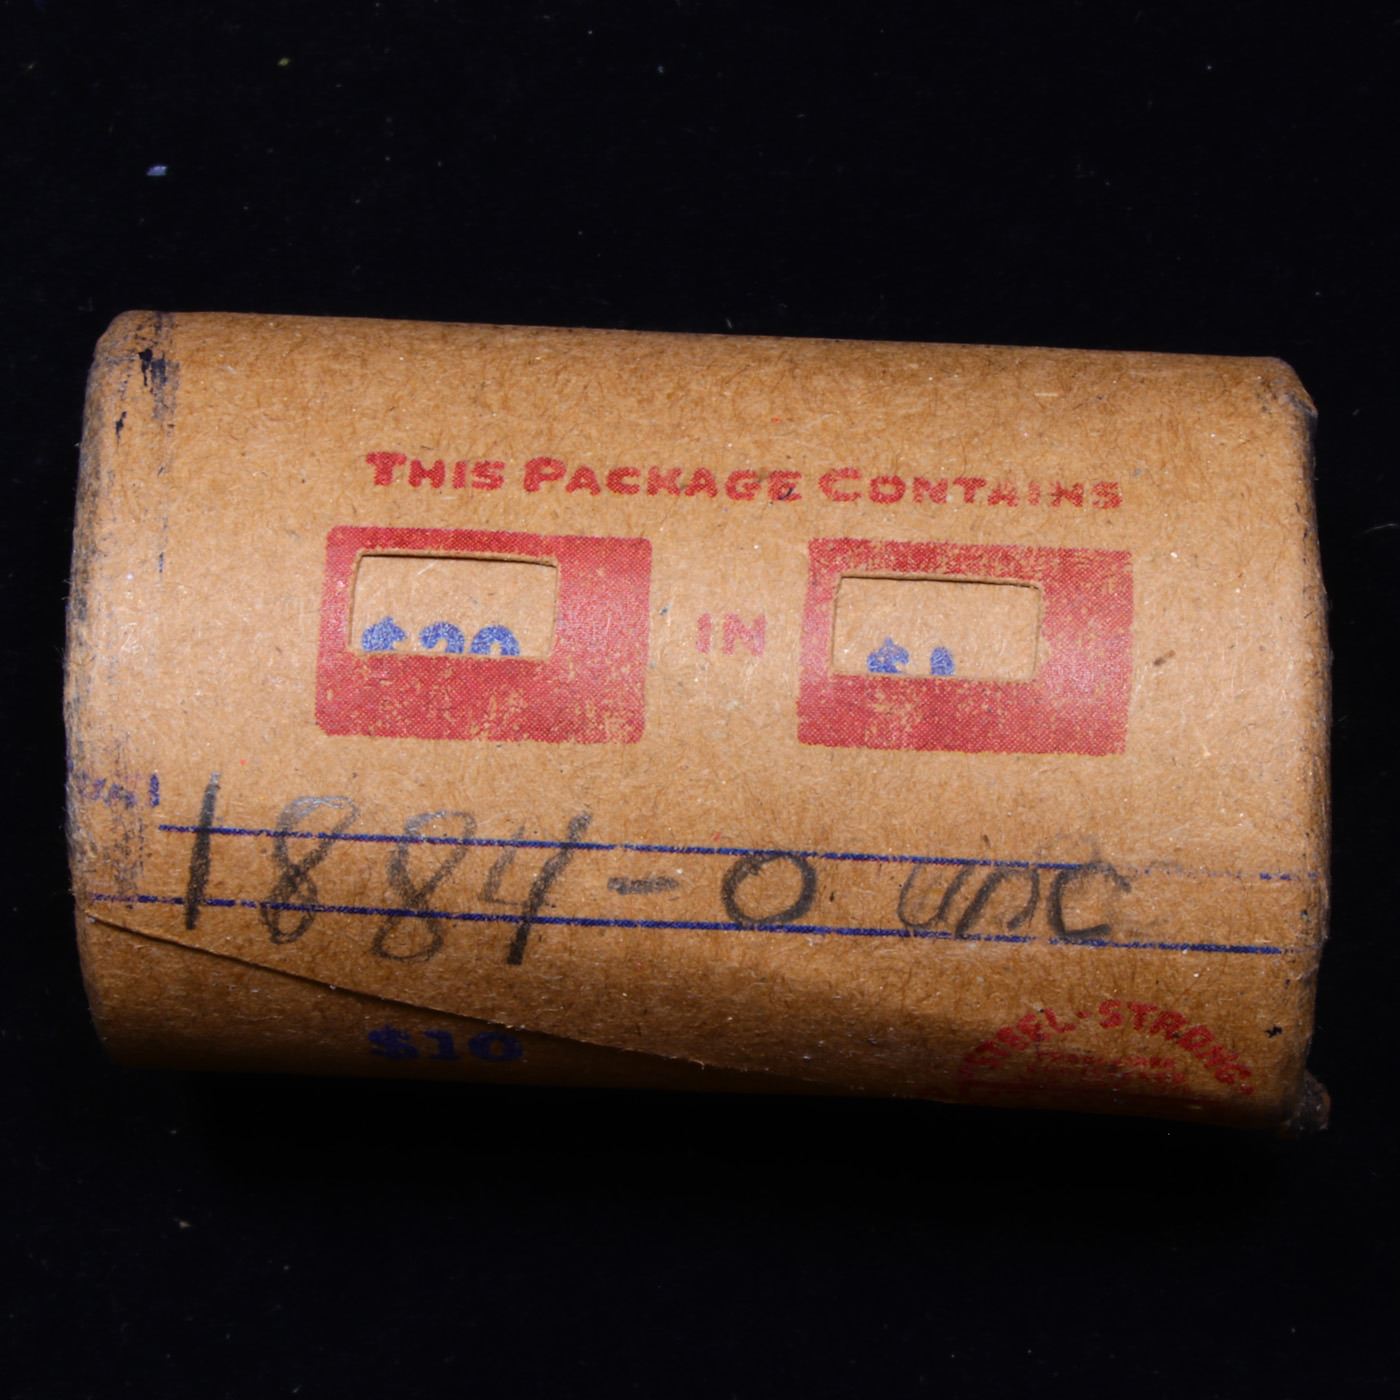 THIS PACKAGE CONTAINS
$20 IN $1
1884-O unc
$10
STEEL-STRONG